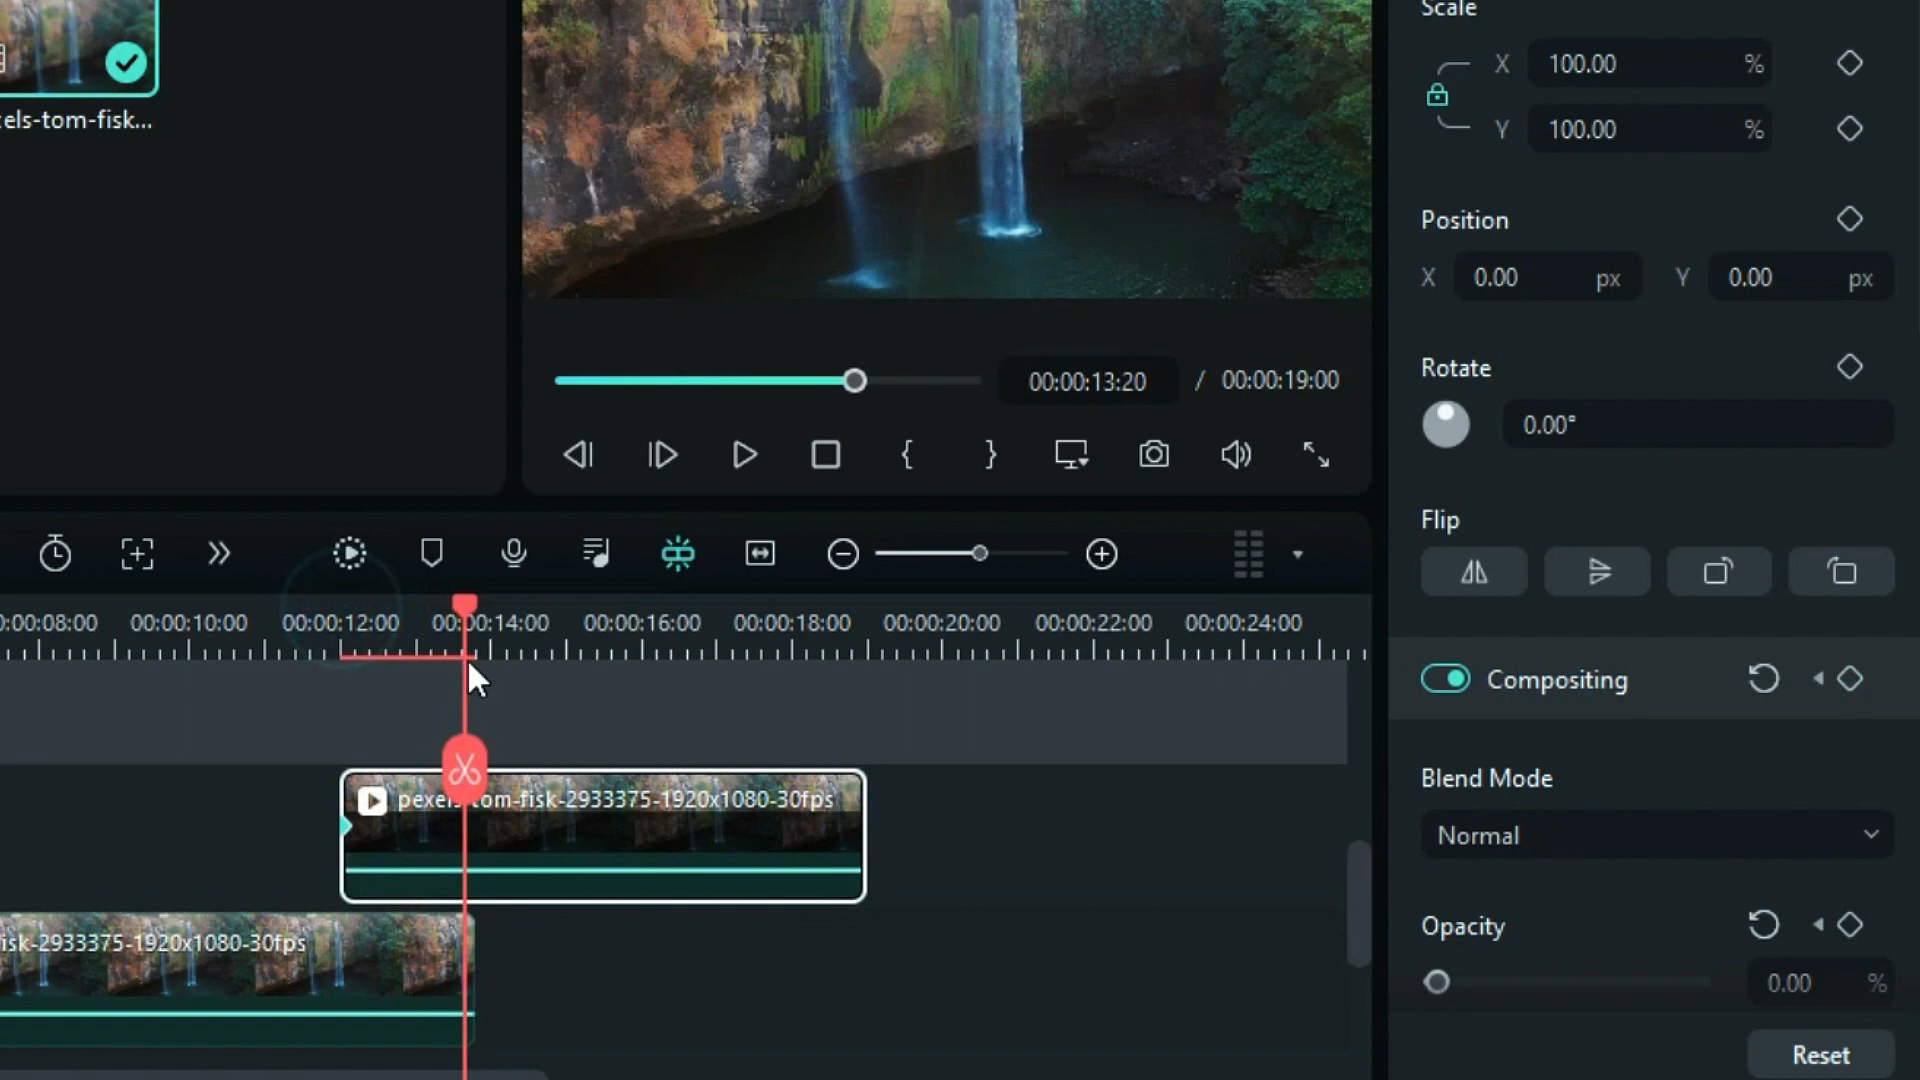 Scale
X 100.00 %
Y 100.00 %
els-tom-fisk...
Position
X 0.00 px Y 0.00 px
Rotate
0.00°
00:00:13:20 / 00:00:19:00
Flip
0:00:08:00 00:00:10:00 00:00:12:00 00:00:14:00 00:00:16:00 00:00:18:00 00:00:20:00 00:00:22:00 00:00:24:00
Compositing
Blend Mode
Normal
pexels-tom-fisk-2933375-1920x1080-30fps
isk-2933375-1920x1080-30fps
Opacity
0.00 %
Reset